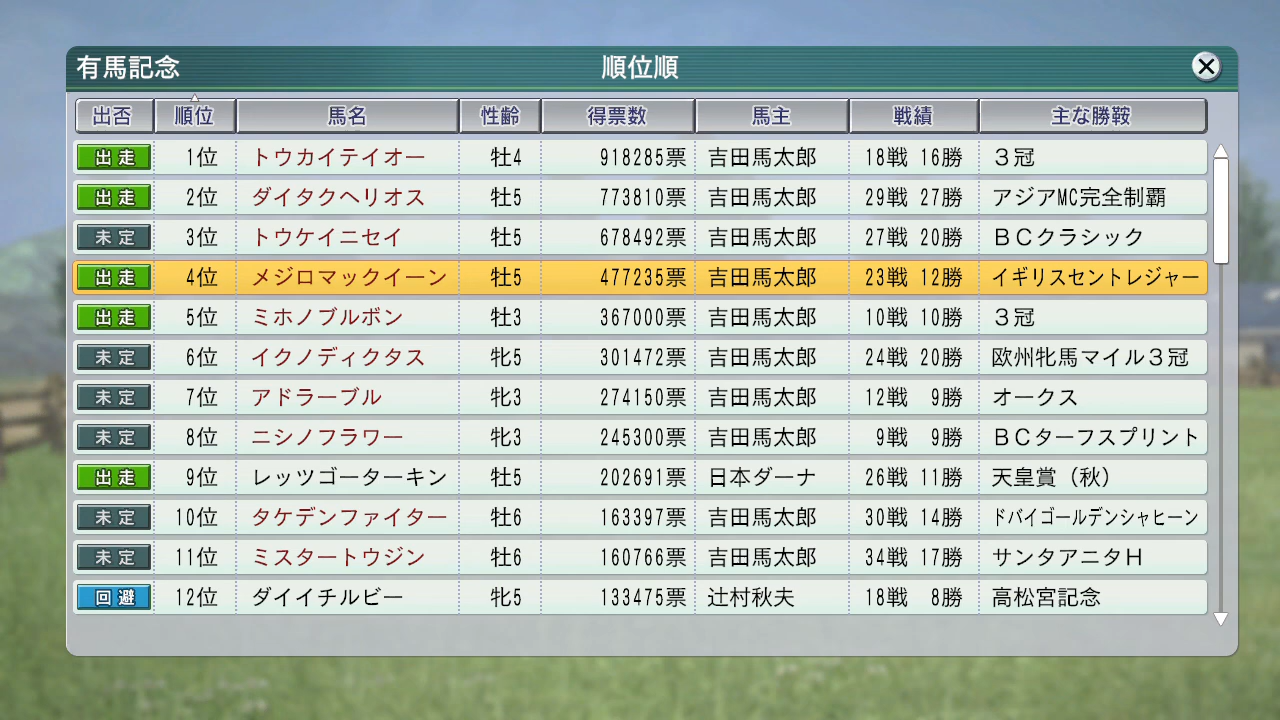 有馬記念 順位順
出否 順位 馬名 性齢 得票数 馬主 戦績 主な勝鞍
出走 1位 トウカイテイオー 牡4 918285票 吉田馬太郎 18戦 16勝 3冠
出走 2位 ダイタクヘリオス 牡5 773810票 吉田馬太郎 29戦 27勝 アジアMC完全制覇
未定 3位 トウケイニセイ 牡5 678492票 吉田馬太郎 27戦 20勝 BCクラシック
出走 4位 メジロマックイーン 牡5 477235票 吉田馬太郎 23戦 12勝 イギリスセントレジャー
出走 5位 ミホノブルボン 牡3 367000票 吉田馬太郎 10戦 10勝 3冠
未定 6位 イクノディクタス 牝5 301472票 吉田馬太郎 24戦 20勝 欧州牝馬マイル3冠
未定 7位 アドラーブル 牝3 274150票 吉田馬太郎 12戦 9勝 オークス
未定 8位 ニシノフラワー 牝3 245300票 吉田馬太郎 9戦 9勝 BCターフスプリント
出走 9位 レッツゴーターキン 牡5 202691票 日本ダーナ 26戦 11勝 天皇賞(秋)
未定 10位 タケデンファイター 牡6 163397票 吉田馬太郎 30戦 14勝 ドバイゴールデンシャヒーン
未定 11位 ミスタートウジン 牡6 160766票 吉田馬太郎 34戦 17勝 サンタアニタH
回避 12位 ダイイチルビー 牝5 133475票 辻村秋夫 18戦 8勝 高松宮記念